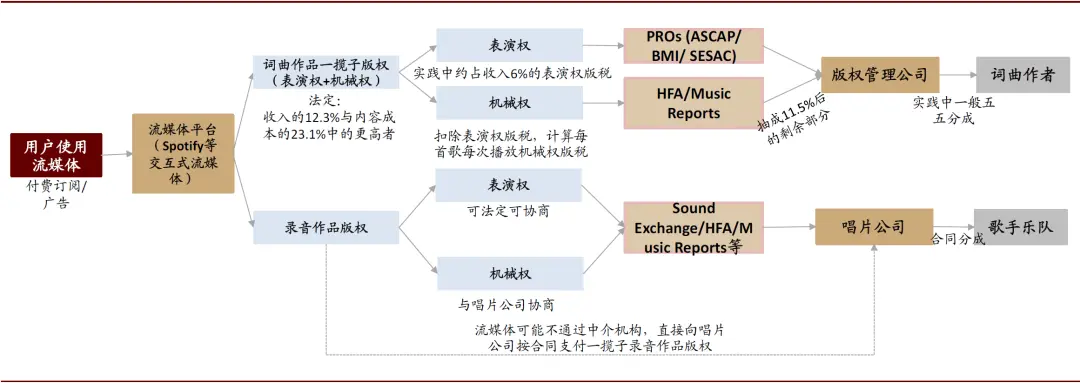 用户使用
流媒体
付费订阅/
广告
流媒体平台
（Spotify等
交互式流媒
体）
词曲作品一揽子版权
（表演权+机械权）
法定：
收入的12.3%与内容成
本的23.1%中的更高者
表演权
实践中约占收入6%的表演权版税
机械权
扣除表演权版税，计算每
首歌每次播放机械权版税
PROs (ASCAP/
BMI/ SESAC)
HFA/Music
Reports
抽成11.5%后
的剩余部分
版权管理公司
实践中一般五
五分成
词曲作者
录音作品版权
表演权
可法定可协商
机械权
与唱片公司协商
Sound
Exchange/HFA/M
usic Reports等
唱片公司
合同分成
歌手乐队
流媒体可能不通过中介机构，直接向唱片
公司按合同支付一揽子录音作品版权